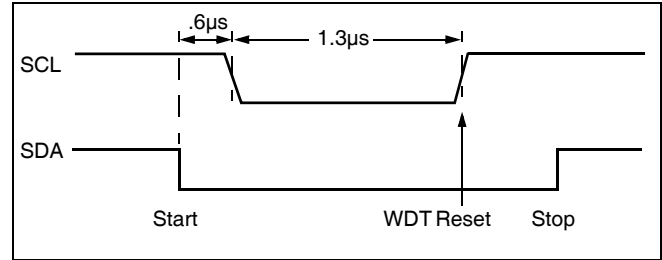 .6µs
1.3µs
SCL
SDA
Start
WDT Reset
Stop